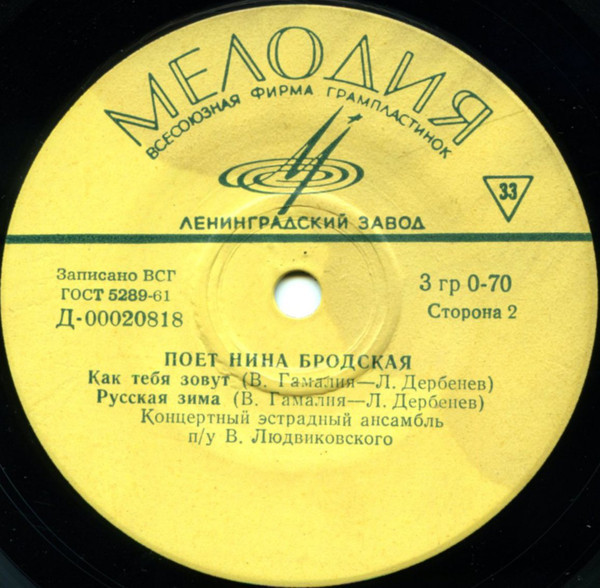 МЕЛОДИЯ
ВСЕСОЮЗНАЯ ФИРМА ГРАМПЛАСТИНОК
33
ЛЕНИНГРАДСКИЙ ЗАВОД
Записано ВСГ
ГОСТ 5289-61
Д-00020818
3 гр 0-70
Сторона 2
ПОЕТ НИНА БРОДСКАЯ
Как тебя зовут (В. Гамалия—Л. Дербенев)
Русская зима (В. Гамалия—Л. Дербенев)
Концертный эстрадный ансамбль
п/у В. Людвиковского